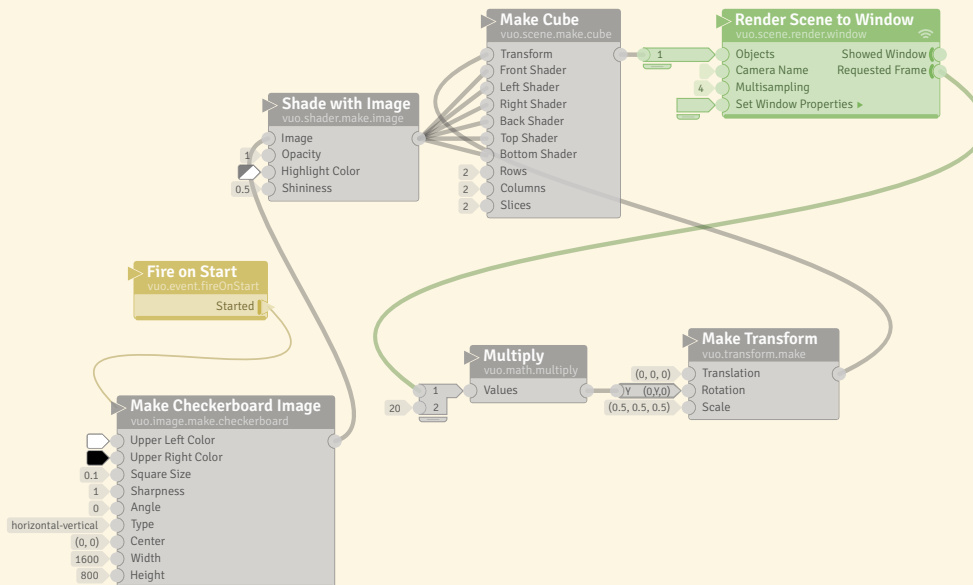 Make Cube
vuo.scene.make.cube
Transform
Front Shader
Left Shader
Right Shader
Back Shader
Top Shader
Bottom Shader
2 Rows
2 Columns
2 Slices
1
Render Scene to Window
vuo.scene.render.window
Objects Showed Window
Camera Name Requested Frame
4 Multisampling
Set Window Properties ▸
Shade with Image
vuo.shader.make.image
Image
1 Opacity
Highlight Color
0.5 Shininess
Fire on Start
vuo.event.fireOnStart
Started
Multiply
vuo.math.multiply
1 Values
20 2
Make Transform
vuo.transform.make
(0, 0, 0) Translation
Y (0,Y,0) Rotation
(0.5, 0.5, 0.5) Scale
Make Checkerboard Image
vuo.image.make.checkerboard
Upper Left Color
Upper Right Color
0.1 Square Size
1 Sharpness
0 Angle
horizontal-vertical Type
(0, 0) Center
1600 Width
800 Height